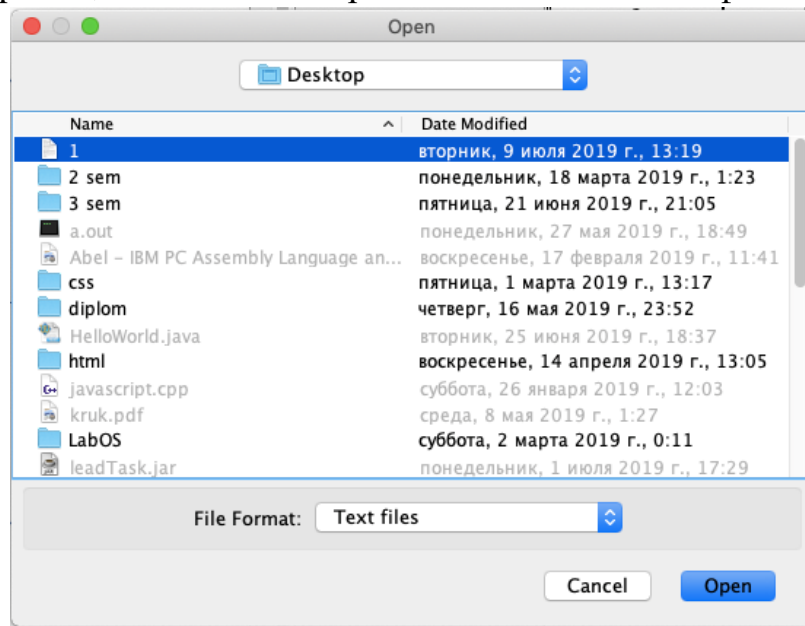 Open
Desktop
Name Date Modified
1 вторник, 9 июля 2019 г., 13:19
2 sem понедельник, 18 марта 2019 г., 1:23
3 sem пятница, 21 июня 2019 г., 21:05
a.out понедельник, 27 мая 2019 г., 18:49
Abel – IBM PC Assembly Language an... воскресенье, 17 февраля 2019 г., 11:41
css пятница, 1 марта 2019 г., 13:17
diplom четверг, 16 мая 2019 г., 23:52
HelloWorld.java вторник, 25 июня 2019 г., 18:37
html воскресенье, 14 апреля 2019 г., 13:05
javascript.cpp суббота, 26 января 2019 г., 12:03
kruk.pdf среда, 8 мая 2019 г., 1:27
LabOS суббота, 2 марта 2019 г., 0:11
leadTask.jar понедельник, 1 июля 2019 г., 17:29
File Format: Text files
Cancel Open